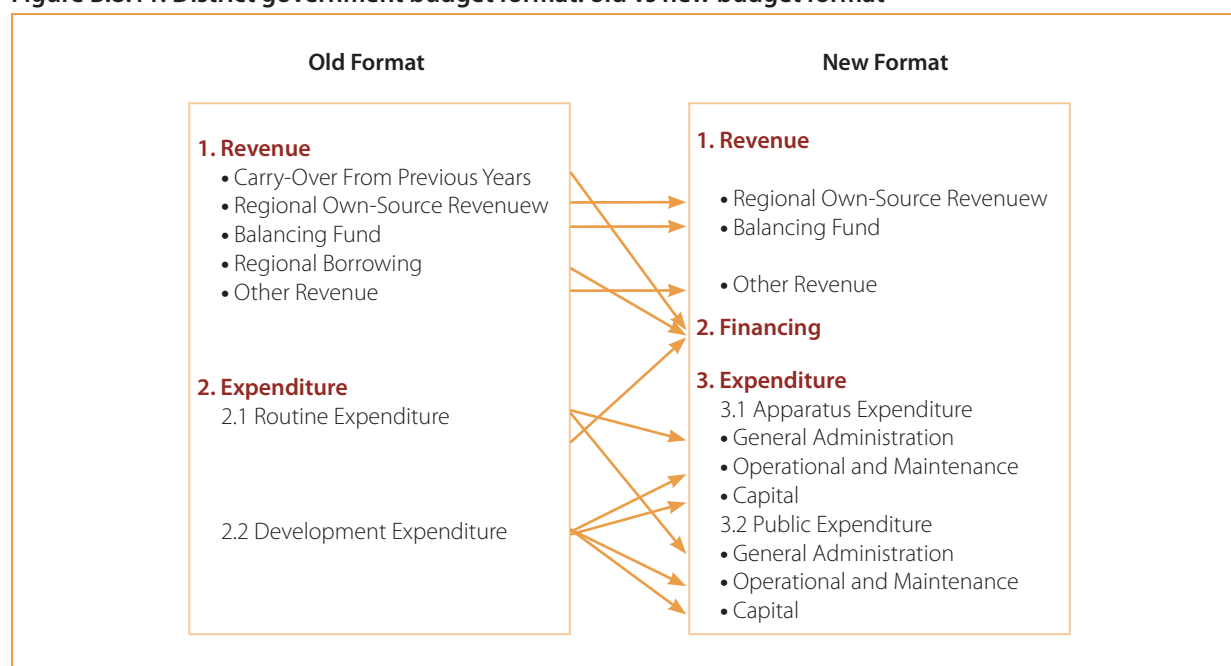 Figure B.8.11. District government budget format: old vs new budget format
Old Format
1. Revenue
• Carry-Over From Previous Years
• Regional Own-Source Revenuew
• Balancing Fund
• Regional Borrowing
• Other Revenue
2. Expenditure
2.1 Routine Expenditure
2.2 Development Expenditure
New Format
1. Revenue
• Regional Own-Source Revenuew
• Balancing Fund
• Other Revenue
2. Financing
3. Expenditure
3.1 Apparatus Expenditure
• General Administration
• Operational and Maintenance
• Capital
3.2 Public Expenditure
• General Administration
• Operational and Maintenance
• Capital